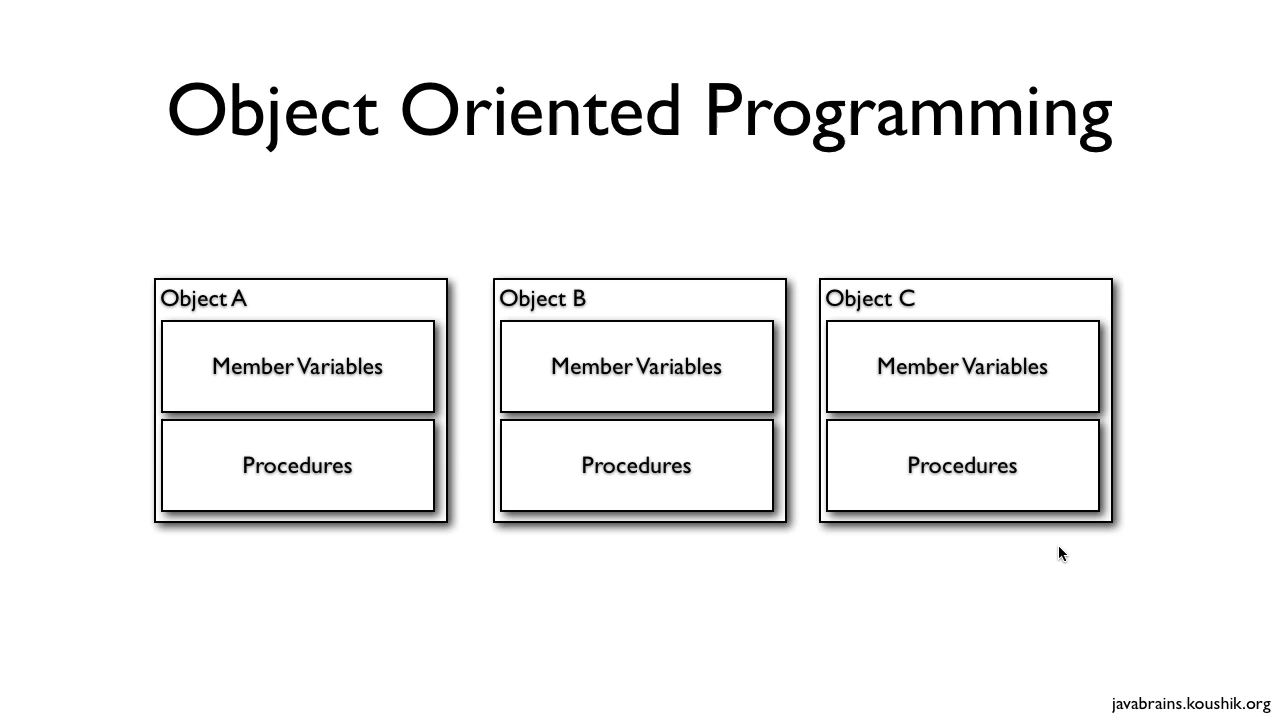 Object Oriented Programming
Object A
Member Variables
Procedures
Object B
Member Variables
Procedures
Object C
Member Variables
Procedures
javabrains.koushik.org